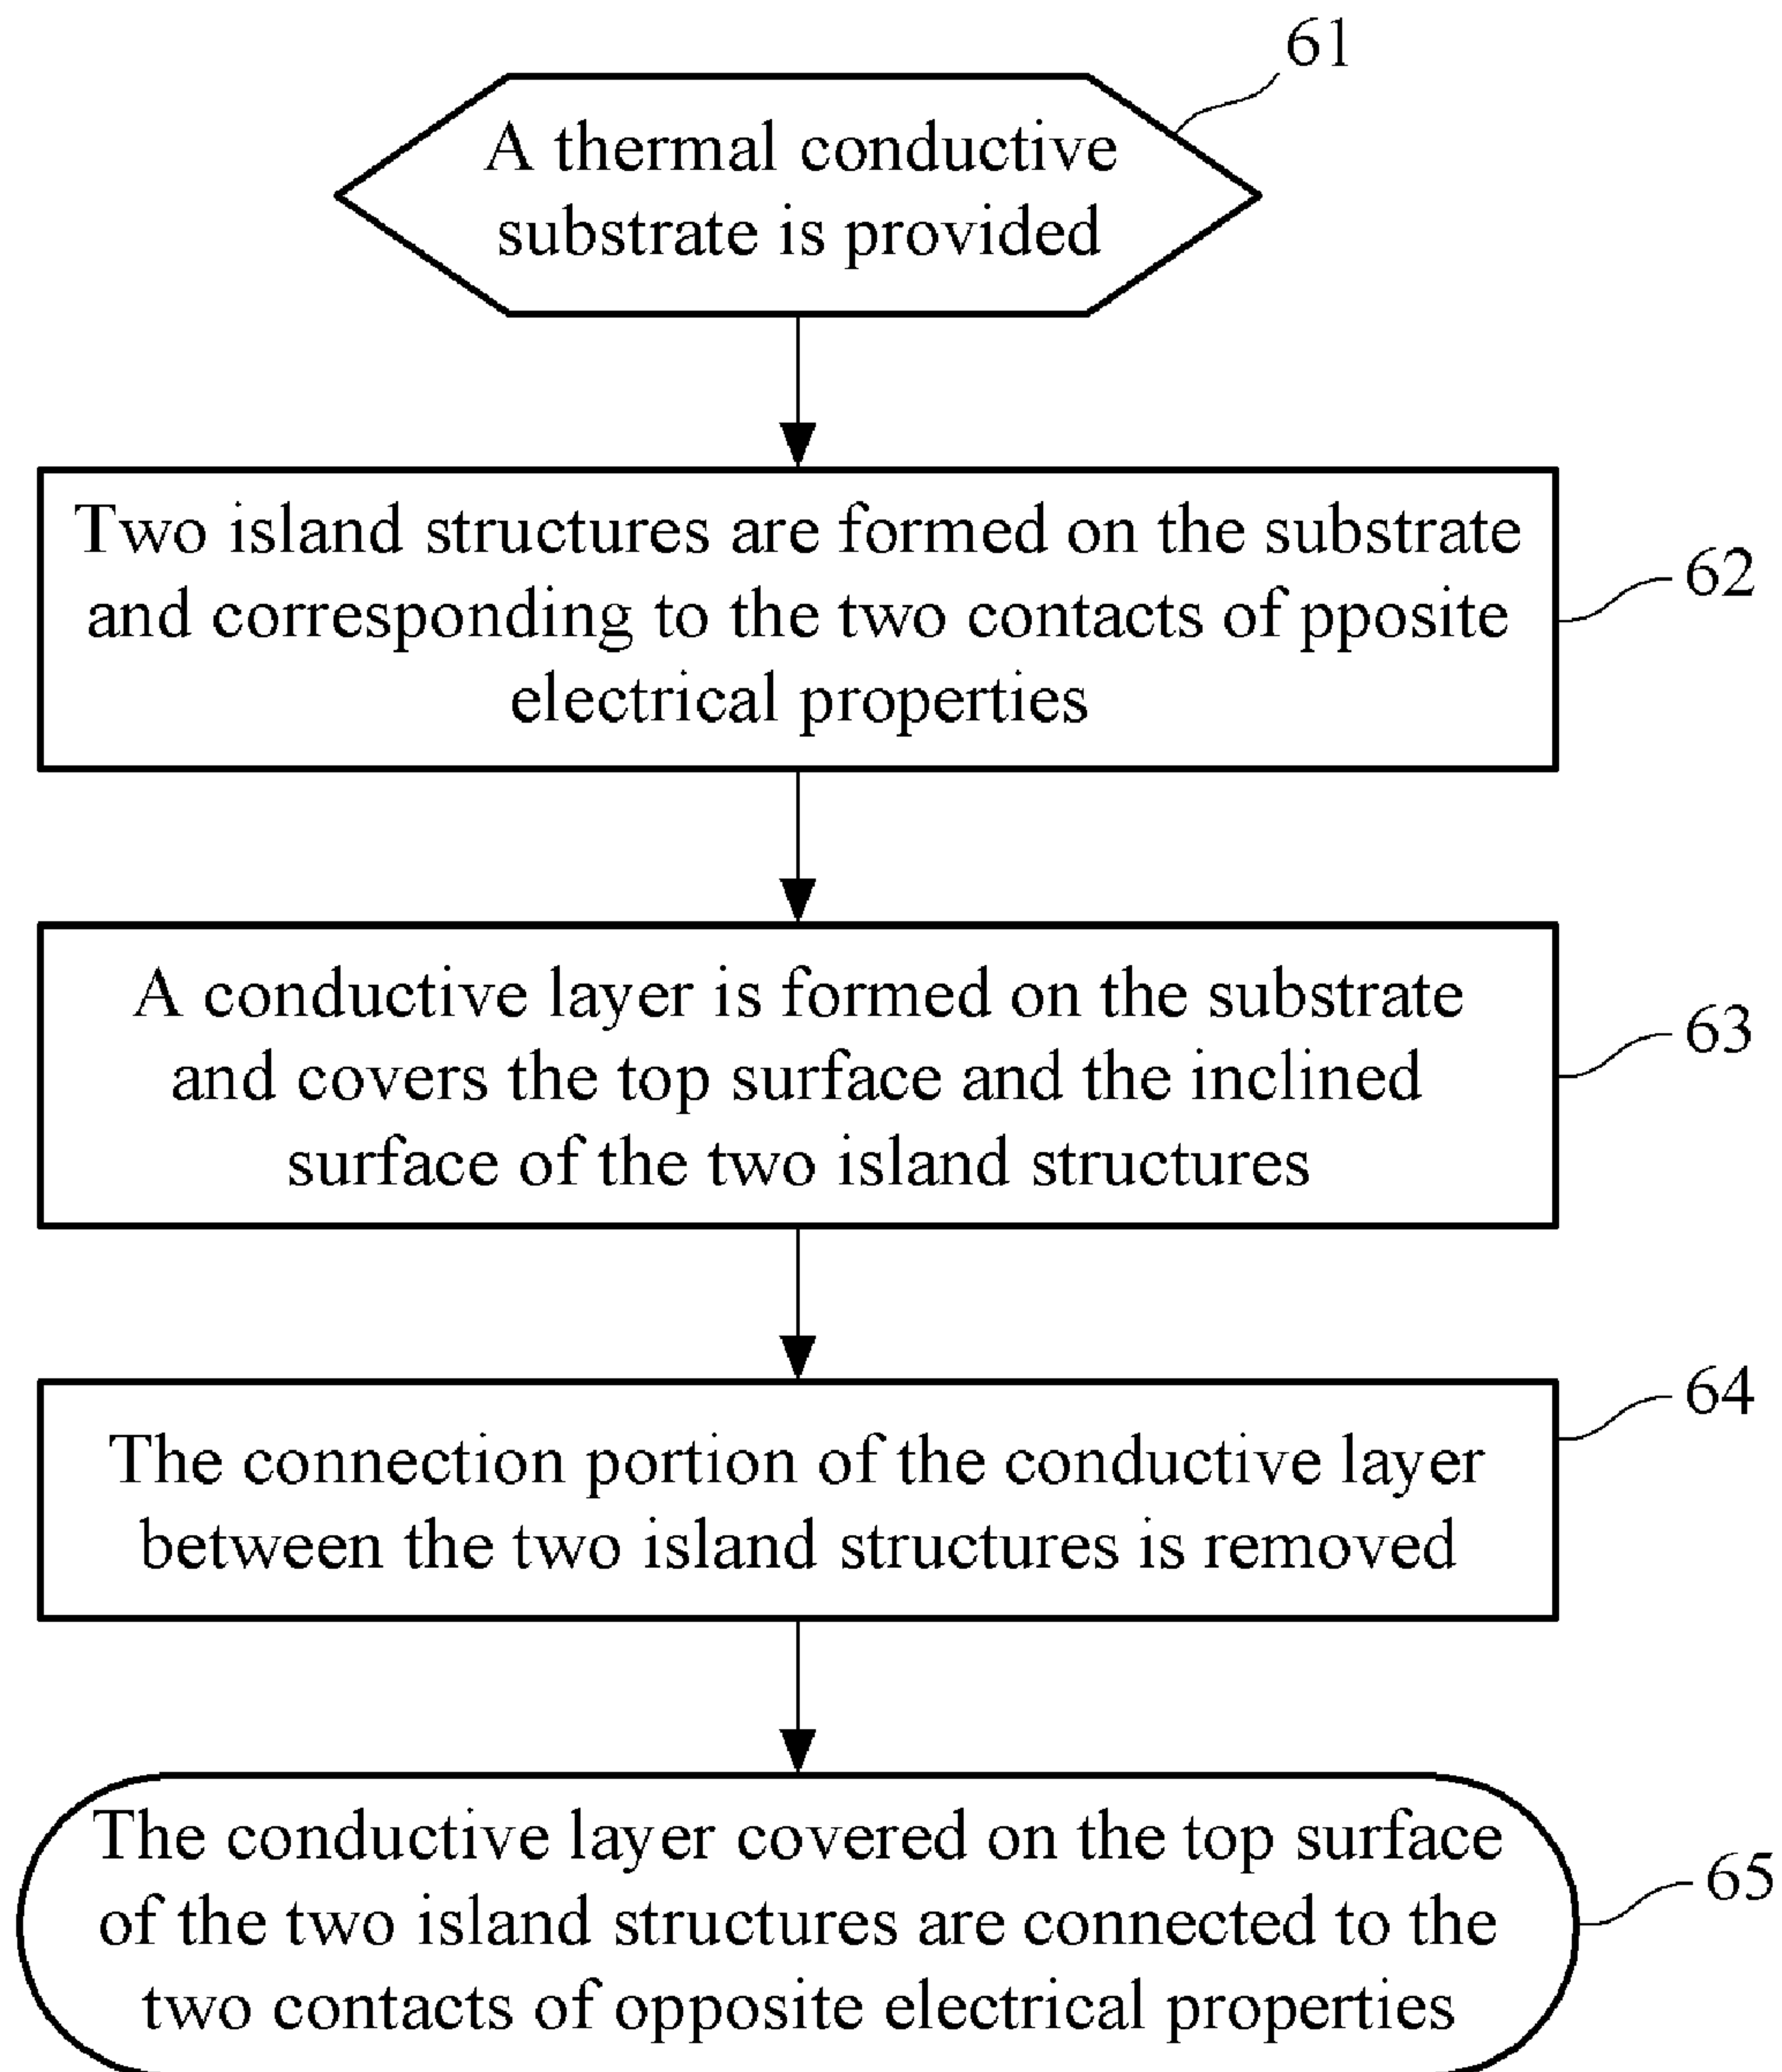 61
A thermal conductive
substrate is provided
Two island structures are formed on the substrate
and corresponding to the two contacts of pposite
electrical properties
62
A conductive layer is formed on the substrate
and covers the top surface and the inclined
surface of the two island structures
63
The connection portion of the conductive layer
between the two island structures is removed
64
The conductive layer covered on the top surface
of the two island structures are connected to the
two contacts of opposite electrical properties
65